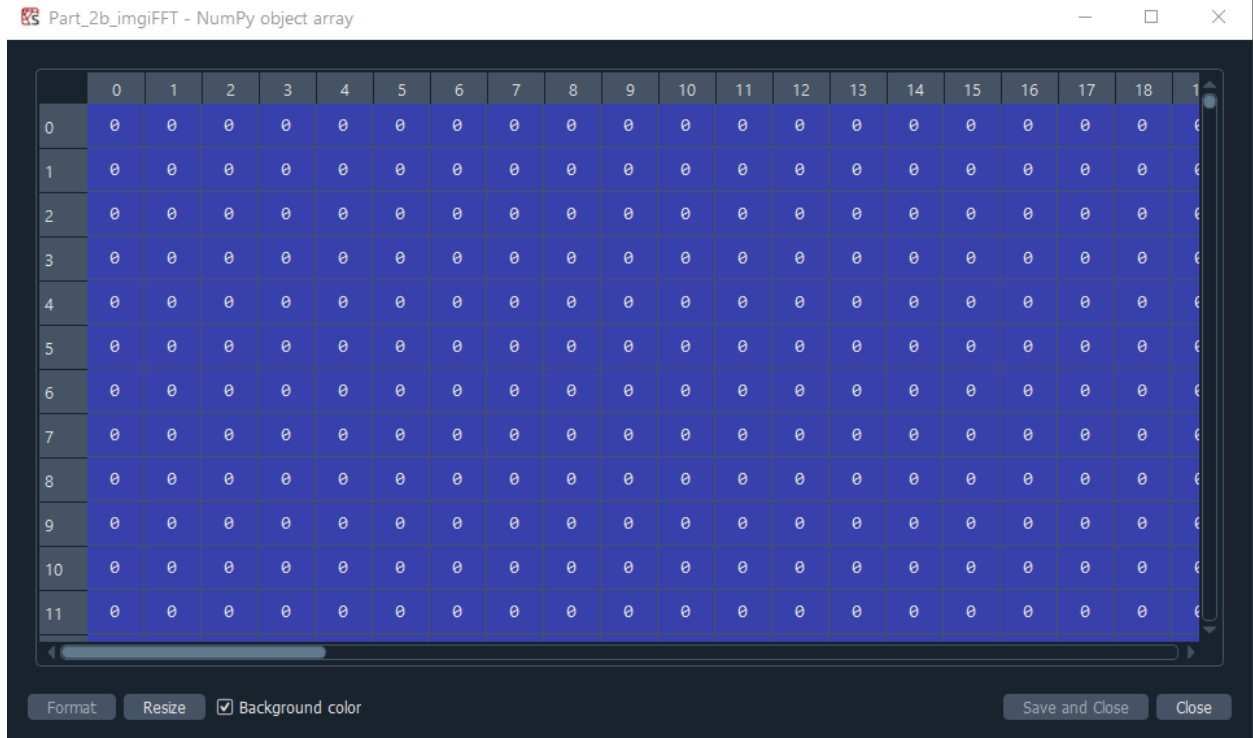 Part_2b_imgiFFT - NumPy object array
0 1 2 3 4 5 6 7 8 9 10 11 12 13 14 15 16 17 18
0 0 0 0 0 0 0 0 0 0 0 0 0 0 0 0 0 0 0 0
1 0 0 0 0 0 0 0 0 0 0 0 0 0 0 0 0 0 0 0
2 0 0 0 0 0 0 0 0 0 0 0 0 0 0 0 0 0 0 0
3 0 0 0 0 0 0 0 0 0 0 0 0 0 0 0 0 0 0 0
4 0 0 0 0 0 0 0 0 0 0 0 0 0 0 0 0 0 0 0
5 0 0 0 0 0 0 0 0 0 0 0 0 0 0 0 0 0 0 0
6 0 0 0 0 0 0 0 0 0 0 0 0 0 0 0 0 0 0 0
7 0 0 0 0 0 0 0 0 0 0 0 0 0 0 0 0 0 0 0
8 0 0 0 0 0 0 0 0 0 0 0 0 0 0 0 0 0 0 0
9 0 0 0 0 0 0 0 0 0 0 0 0 0 0 0 0 0 0 0
10 0 0 0 0 0 0 0 0 0 0 0 0 0 0 0 0 0 0 0
11 0 0 0 0 0 0 0 0 0 0 0 0 0 0 0 0 0 0 0
Format Resize Background color Save and Close Close